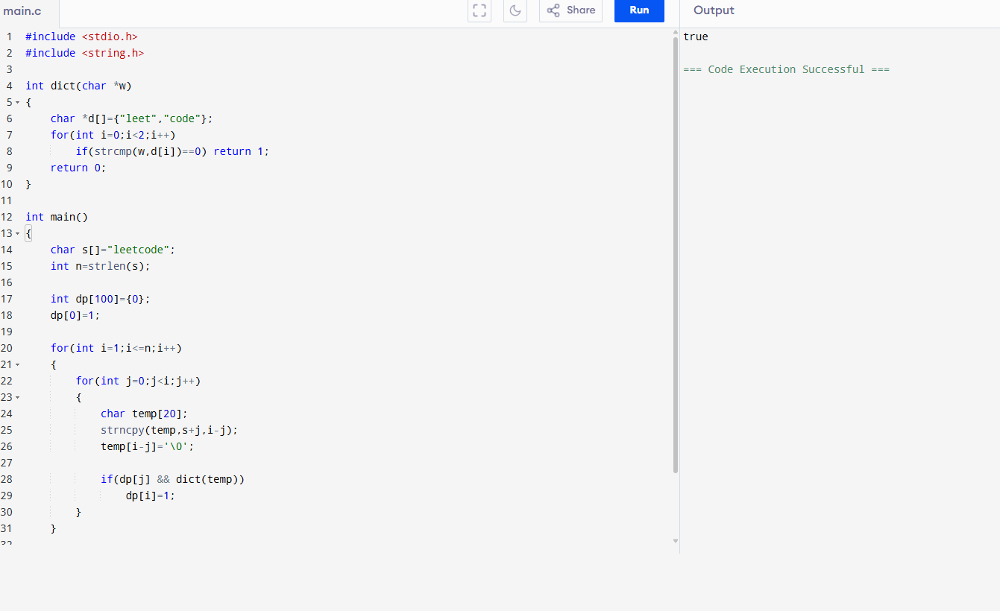 main.c Share Run Output
1 #include <stdio.h>
2 #include <string.h>
3
4 int dict(char *w)
5 {
6 char *d[]={"leet","code"};
7 for(int i=0;i<2;i++)
8 if(strcmp(w,d[i])==0) return 1;
9 return 0;
10 }
11
12 int main()
13 {
14 char s[]="leetcode";
15 int n=strlen(s);
16
17 int dp[100]={0};
18 dp[0]=1;
19
20 for(int i=1;i<=n;i++)
21 {
22 for(int j=0;j<i;j++)
23 {
24 char temp[20];
25 strncpy(temp,s+j,i-j);
26 temp[i-j]='\0';
27
28 if(dp[j] && dict(temp))
29 dp[i]=1;
30 }
31 }
32
true
=== Code Execution Successful ===